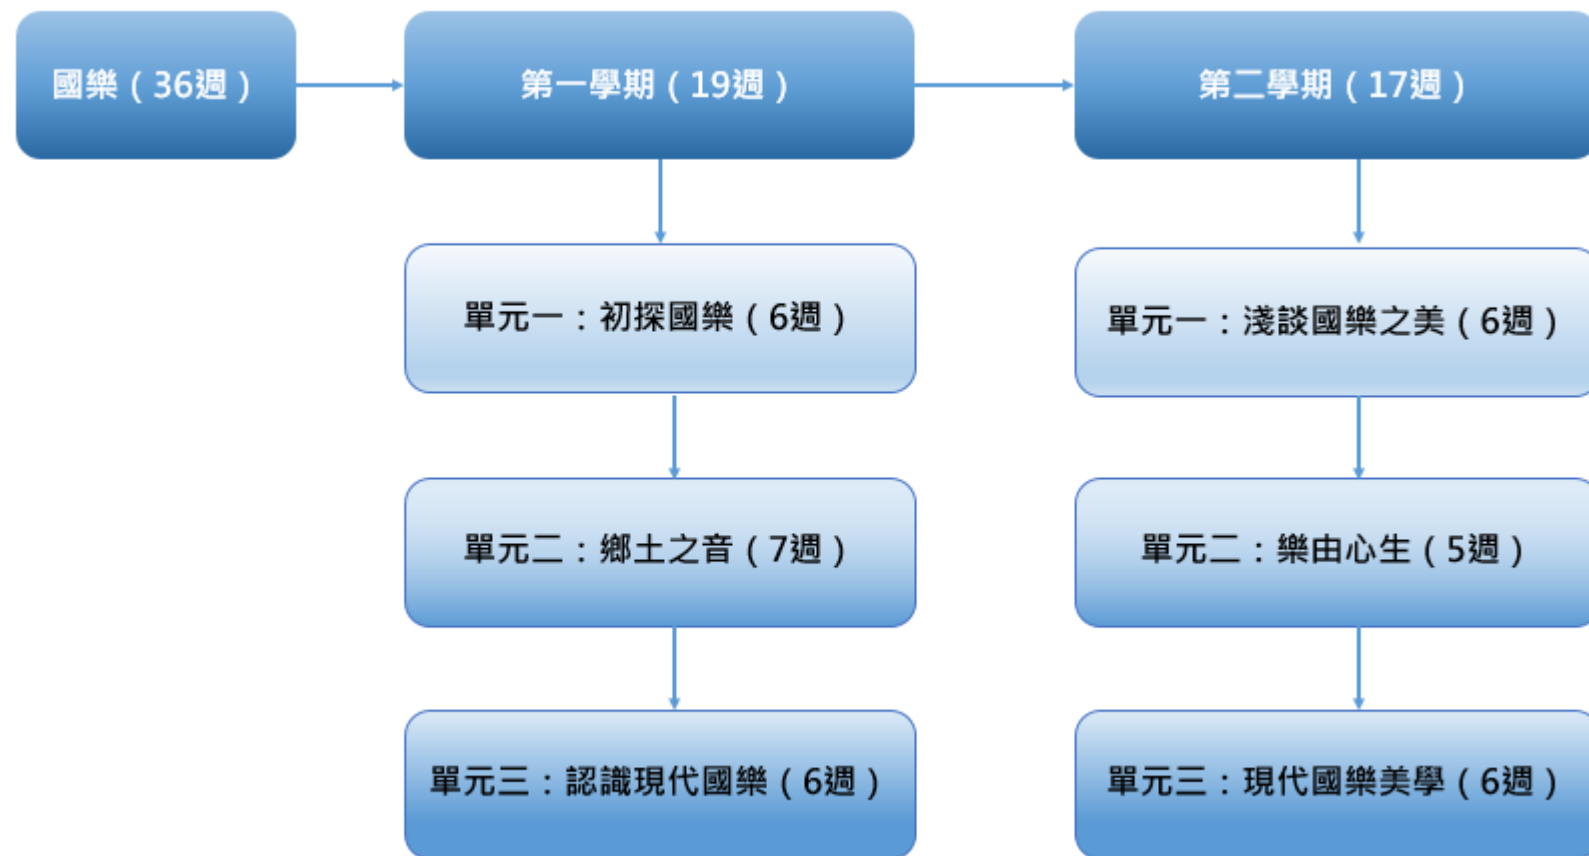 國樂（36週）
第一學期（19週）
第二學期（17週）
單元一：初探國樂（6週）
單元二：鄉土之音（7週）
單元三：認識現代國樂（6週）
單元一：淺談國樂之美（6週）
單元二：樂由心生（5週）
單元三：現代國樂美學（6週）